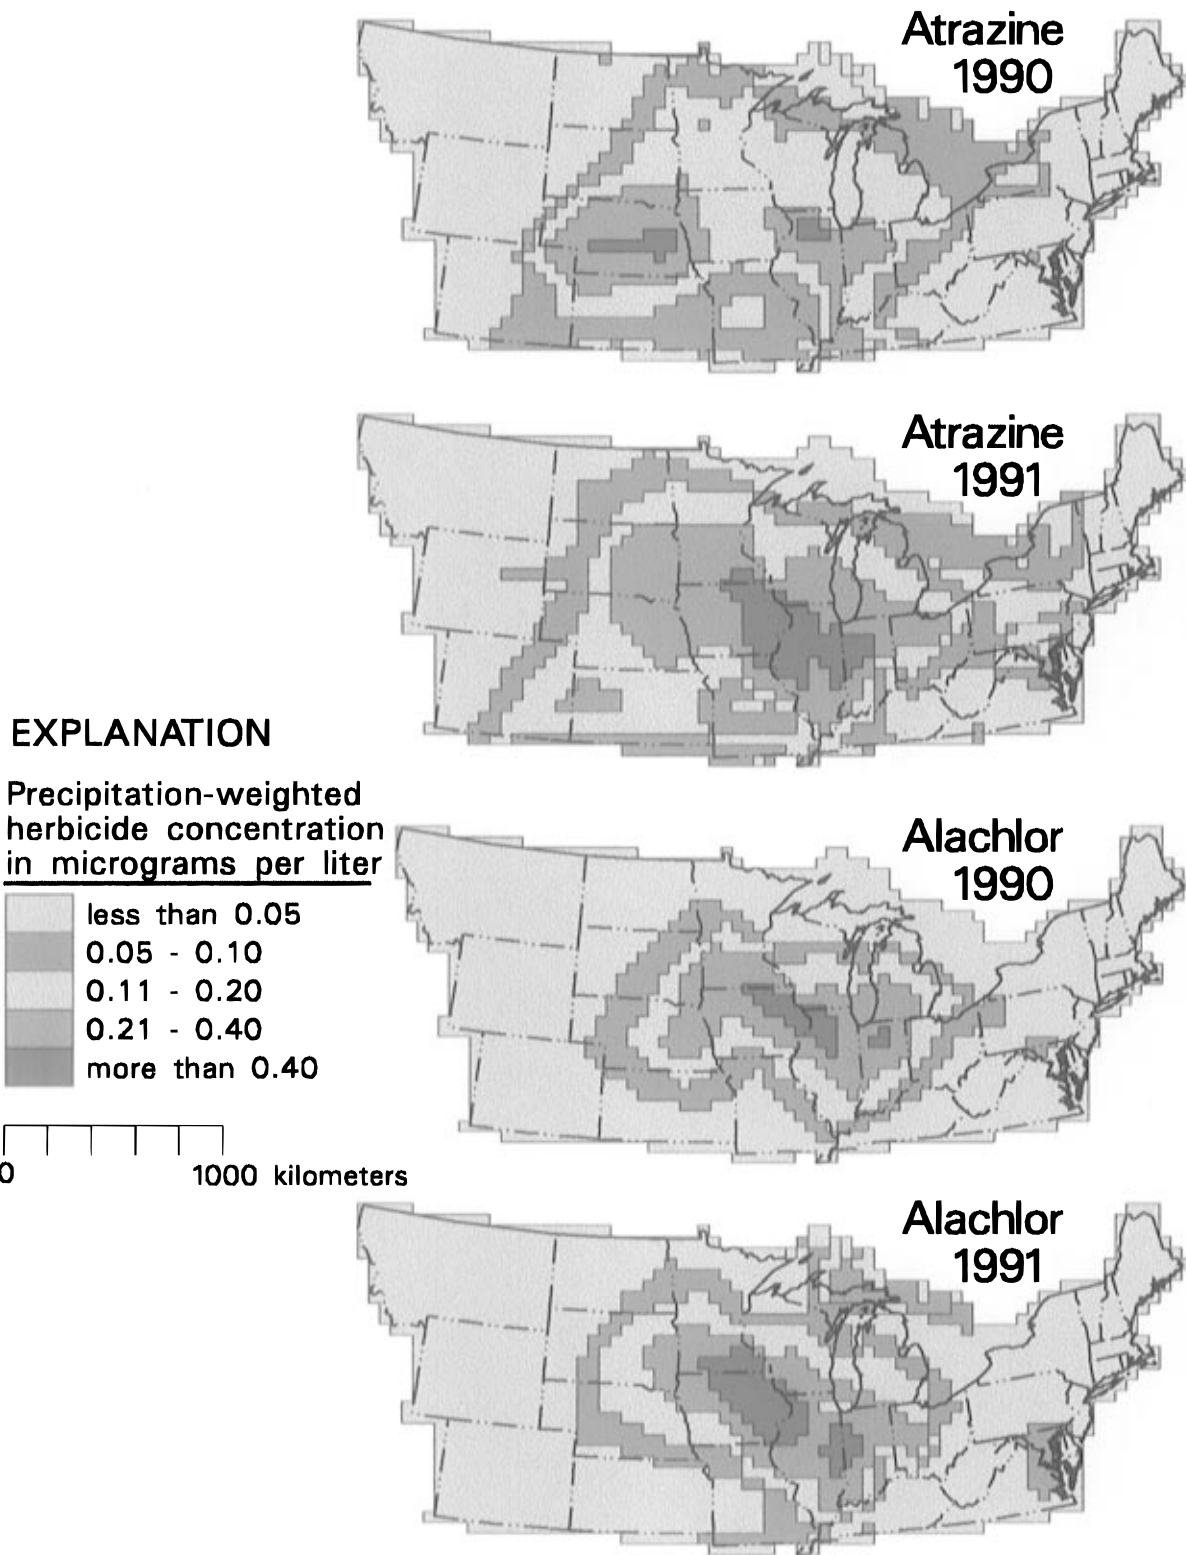 Atrazine
1990
Atrazine
1991
EXPLANATION
Precipitation-weighted
herbicide concentration
in micrograms per liter
less than 0.05
0.05 - 0.10
0.11 - 0.20
0.21 - 0.40
more than 0.40
0 1000 kilometers
Alachlor
1990
Alachlor
1991